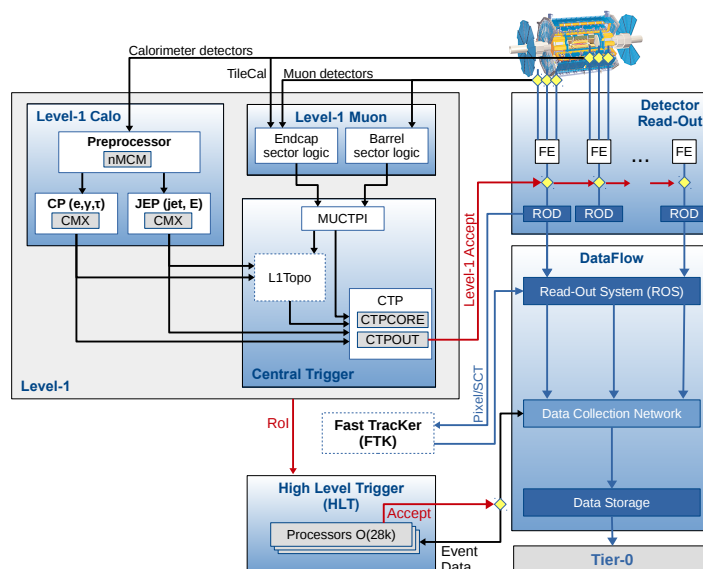 Calorimeter detectors
TileCal
Muon detectors
Level-1 Calo
Preprocessor
nMCM
CP (e,γ,τ)
CMX
JEP (jet, E)
CMX
Level-1 Muon
Endcap
sector logic
Barrel
sector logic
MUCTPI
L1Topo
CTP
CTPCORE
CTPOUT
Central Trigger
Level-1
Level-1 Accept
Detector
Read-Out
FE
FE
...
FE
ROD
ROD
ROD
DataFlow
Read-Out System (ROS)
Data Collection Network
Data Storage
Tier-0
Pixel/SCT
RoI
Fast TracKer
(FTK)
High Level Trigger
(HLT)
Accept
Processors O(28k)
Event
Data